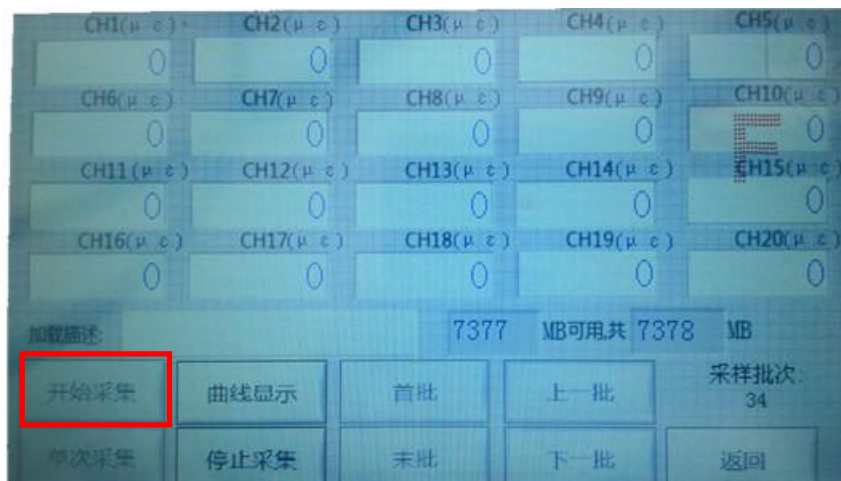 CH1(μ ε) CH2(μ ε) CH3(μ ε) CH4(μ ε) CH5(μ ε)
0 0 0 0 0
CH6(μ ε) CH7(μ ε) CH8(μ ε) CH9(μ ε) CH10(μ ε)
0 0 0 0 0
CH11(μ ε) CH12(μ ε) CH13(μ ε) CH14(μ ε) CH15(μ ε)
0 0 0 0 0
CH16(μ ε) CH17(μ ε) CH18(μ ε) CH19(μ ε) CH20(μ ε)
0 0 0 0 0
加载描述: 7377 MB可用,共 7378 MB
开始采集 曲线显示 首批 上一批 采样批次:
34
单次采集 停止采集 末批 下一批 返回